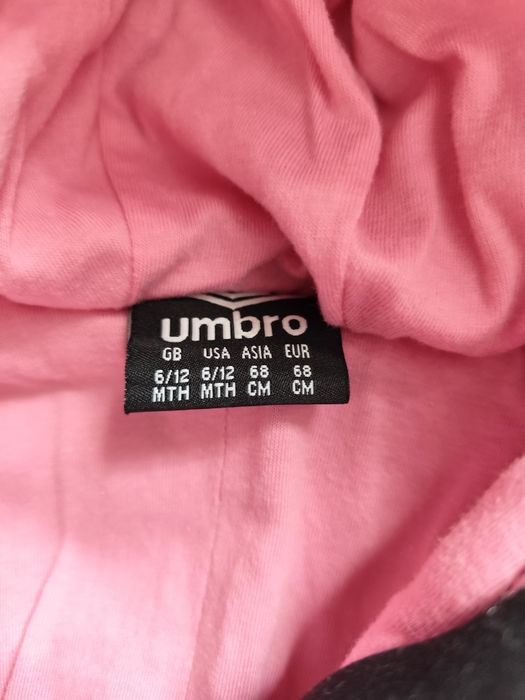 umbro
GB USA ASIA EUR
6/12 6/12 68 68
MTH MTH CM CM